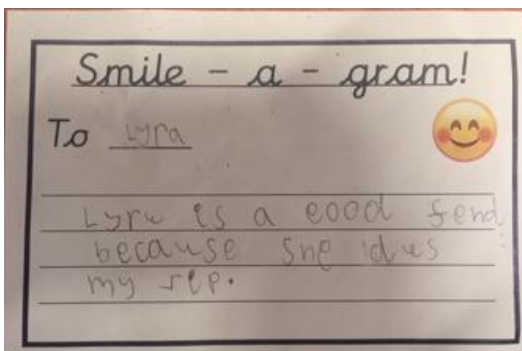 Smile - a - gram!
To Lyra
Lyra is a eood fend
because she dus
my rep.